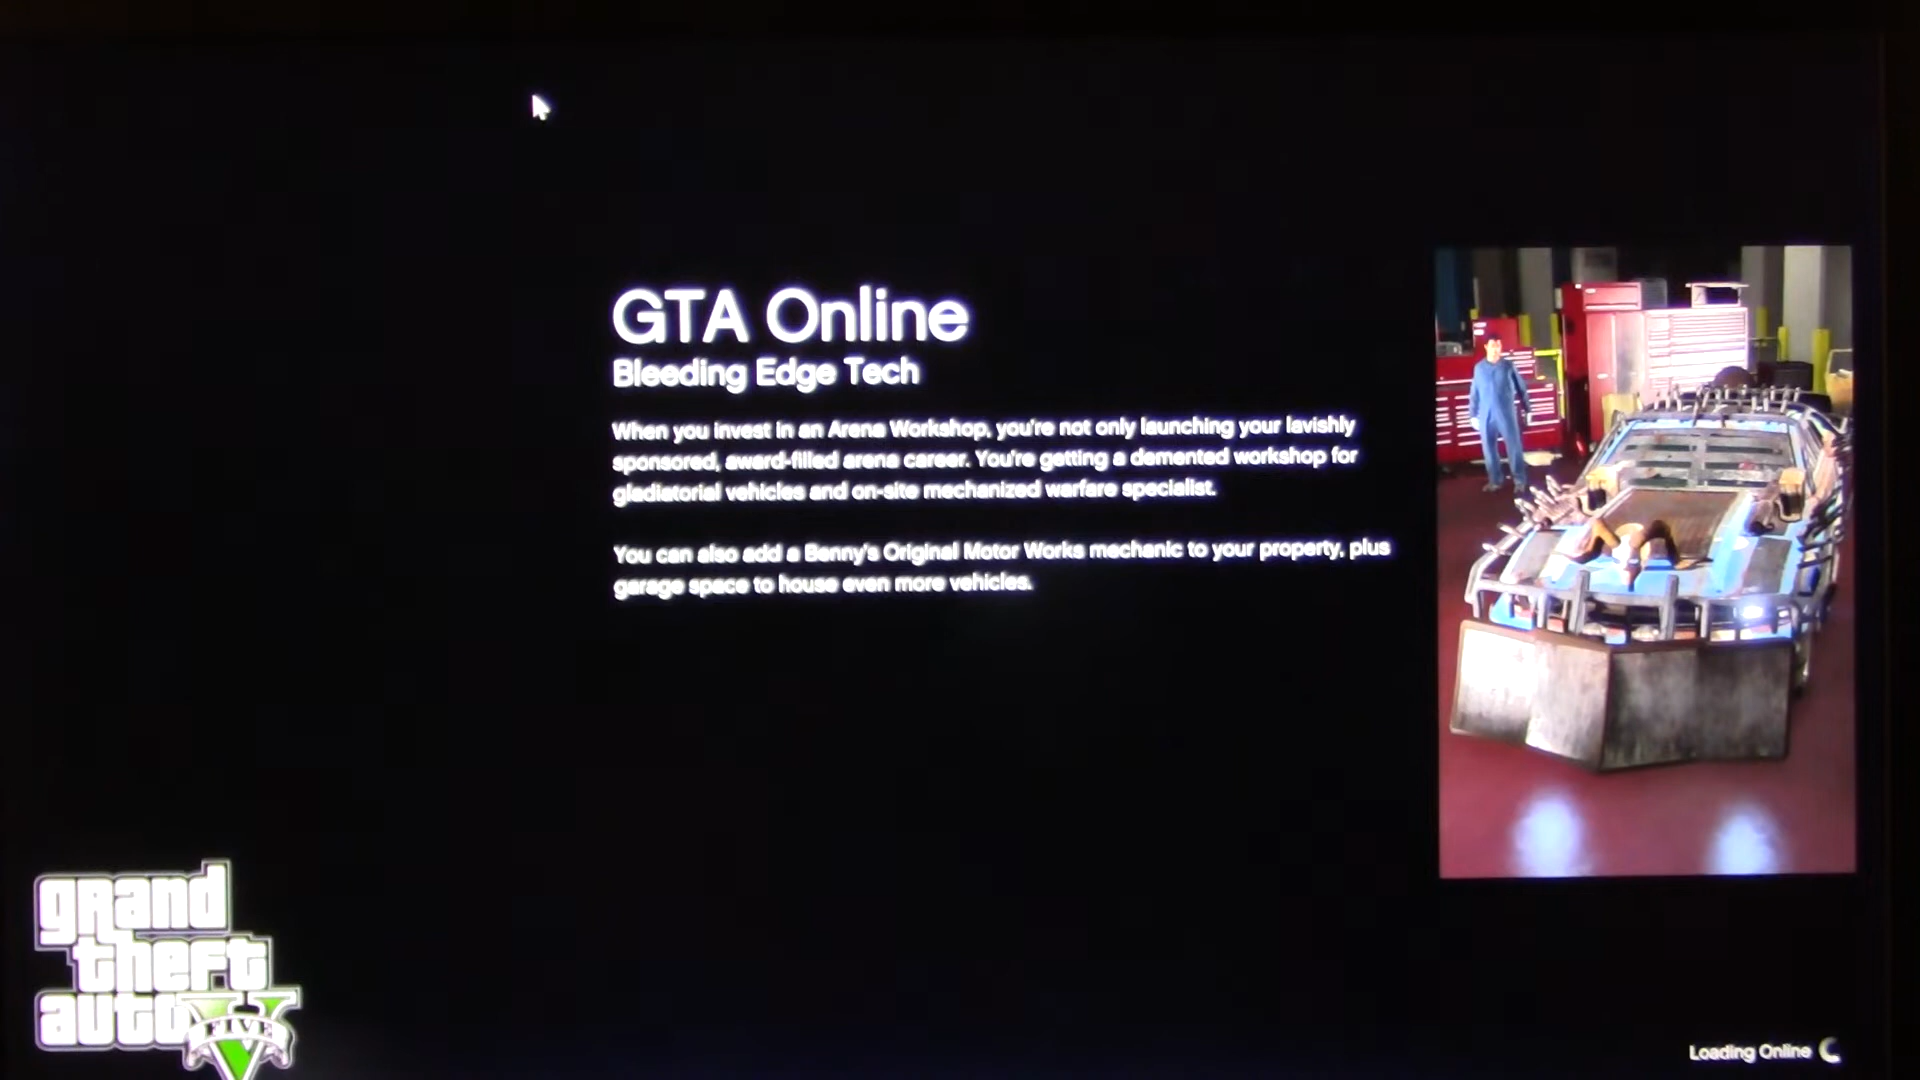 GTA Online
Bleeding Edge Tech
When you invest in an Arena Workshop, you're not only launching your lavishly
sponsored, award-filled arena career. You're getting a demented workshop for
gladiatorial vehicles and on-site mechanized warfare specialist.
You can also add a Benny's Original Motor Works mechanic to your property, plus
garage space to house even more vehicles.
grand
theft
auto V
FIVE
Loading Online